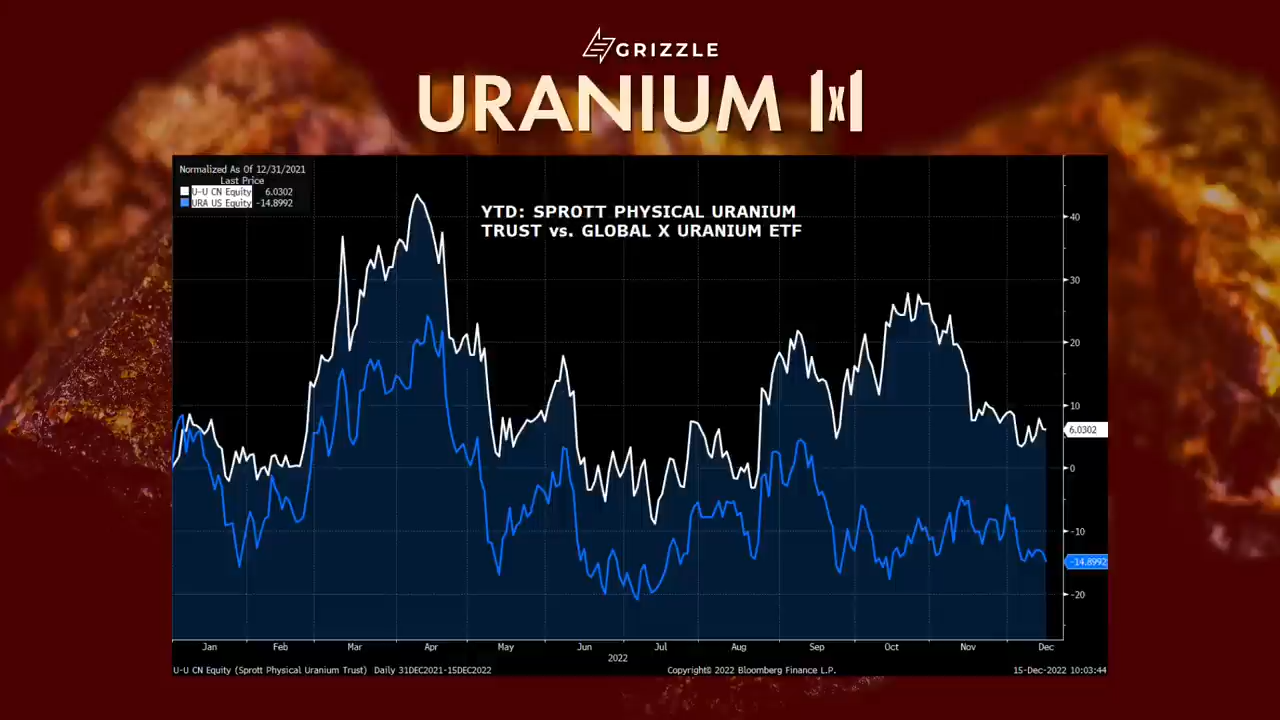 GRIZZLE
URANIUM 1x1
Normalized As Of 12/31/2021
Last Price
U-U CN Equity 6.0302
URA US Equity -14.8992
YTD: SPROTT PHYSICAL URANIUM
TRUST vs. GLOBAL X URANIUM ETF
40
30
20
10
6.0302
0
-10
-14.8992
-20
Jan Feb Mar Apr May Jun Jul Aug Sep Oct Nov Dec
2022
U-U CN Equity (Sprott Physical Uranium Trust) Daily 31DEC2021-15DEC2022 Copyright© 2022 Bloomberg Finance L.P. 15-Dec-2022 10:03:44